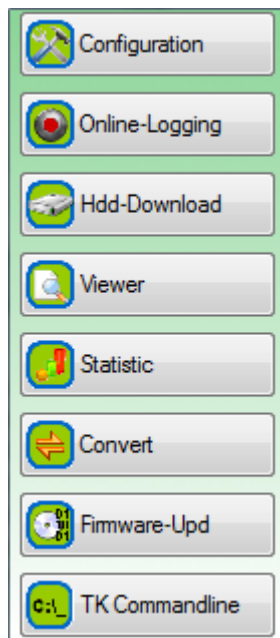 Configuration
Online-Logging
Hdd-Download
Viewer
Statistic
Convert
Firmware-Upd
C:\_ TK Commandline